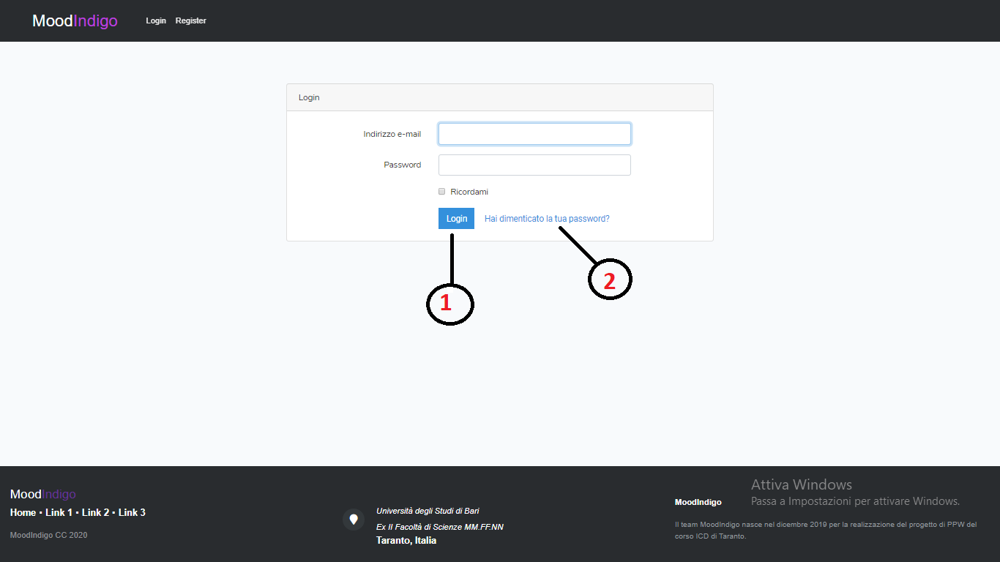 MoodIndigo Login Register
Login
Indirizzo e-mail
Password
Ricordami
Login Hai dimenticato la tua password?
1
2
MoodIndigo
Home • Link 1 • Link 2 • Link 3
MoodIndigo CC 2020
Università degli Studi di Bari
Ex II Facoltà di Scienze MM.FF.NN
Taranto, Italia
MoodIndigo
Il team MoodIndigo nasce nel dicembre 2019 per la realizzazione del progetto di PPW del
corso ICD di Taranto.
Attiva Windows
Passa a Impostazioni per attivare Windows.